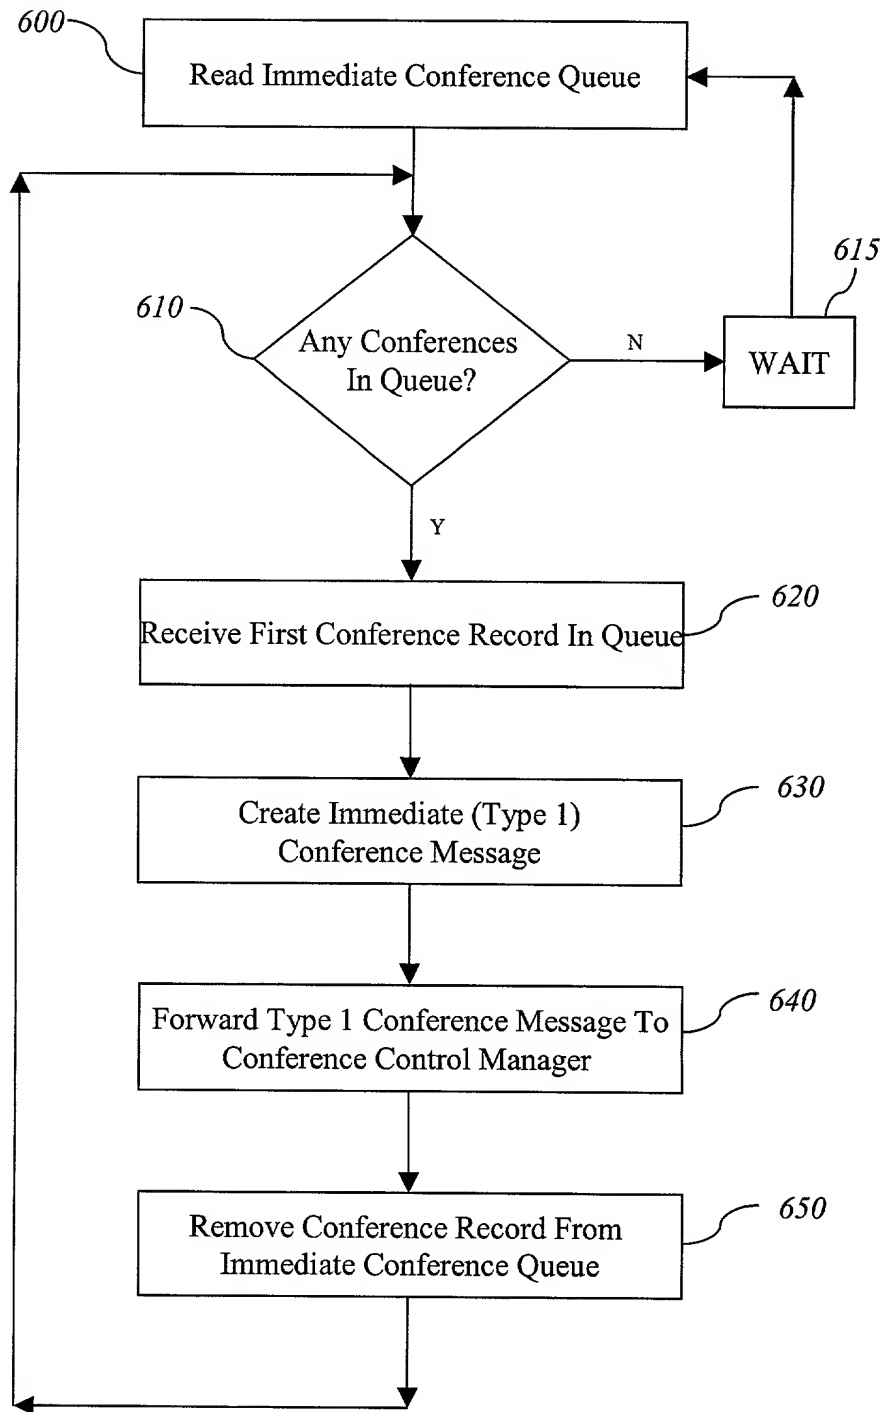 600
Read Immediate Conference Queue
615
610
Any Conferences
In Queue?
N
WAIT
Y
620
Receive First Conference Record In Queue
630
Create Immediate (Type 1)
Conference Message
640
Forward Type 1 Conference Message To
Conference Control Manager
650
Remove Conference Record From
Immediate Conference Queue